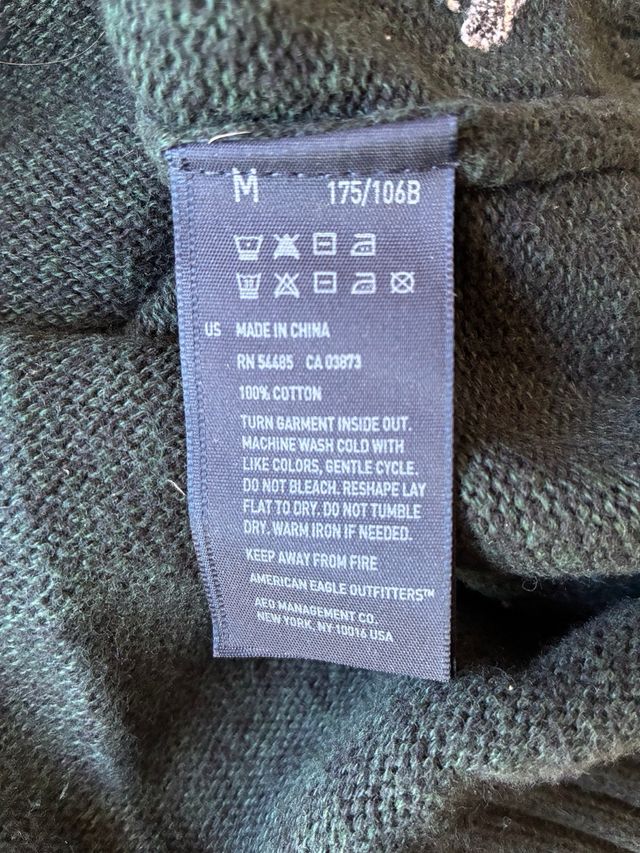 M 175/106B
US MADE IN CHINA
RN 54485 CA 03873
100% COTTON
TURN GARMENT INSIDE OUT.
MACHINE WASH COLD WITH
LIKE COLORS, GENTLE CYCLE.
DO NOT BLEACH. RESHAPE LAY
FLAT TO DRY. DO NOT TUMBLE
DRY. WARM IRON IF NEEDED.
KEEP AWAY FROM FIRE
AMERICAN EAGLE OUTFITTERS™
AEO MANAGEMENT CO.
NEW YORK, NY 10016 USA